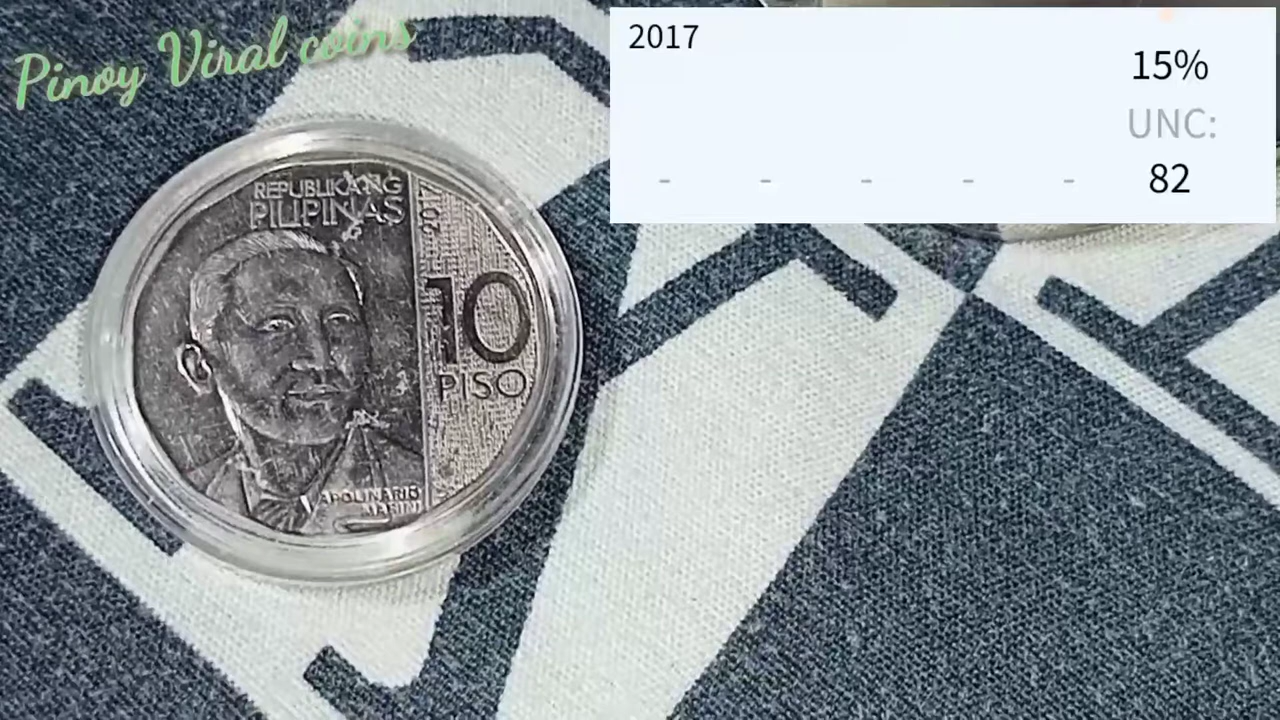 Pinoy Viral coins
2017
15%
UNC:
- - - - - 82
REPUBLIKA NG
PILIPINAS
2017
10
PISO
APOLINARIO
MABINI